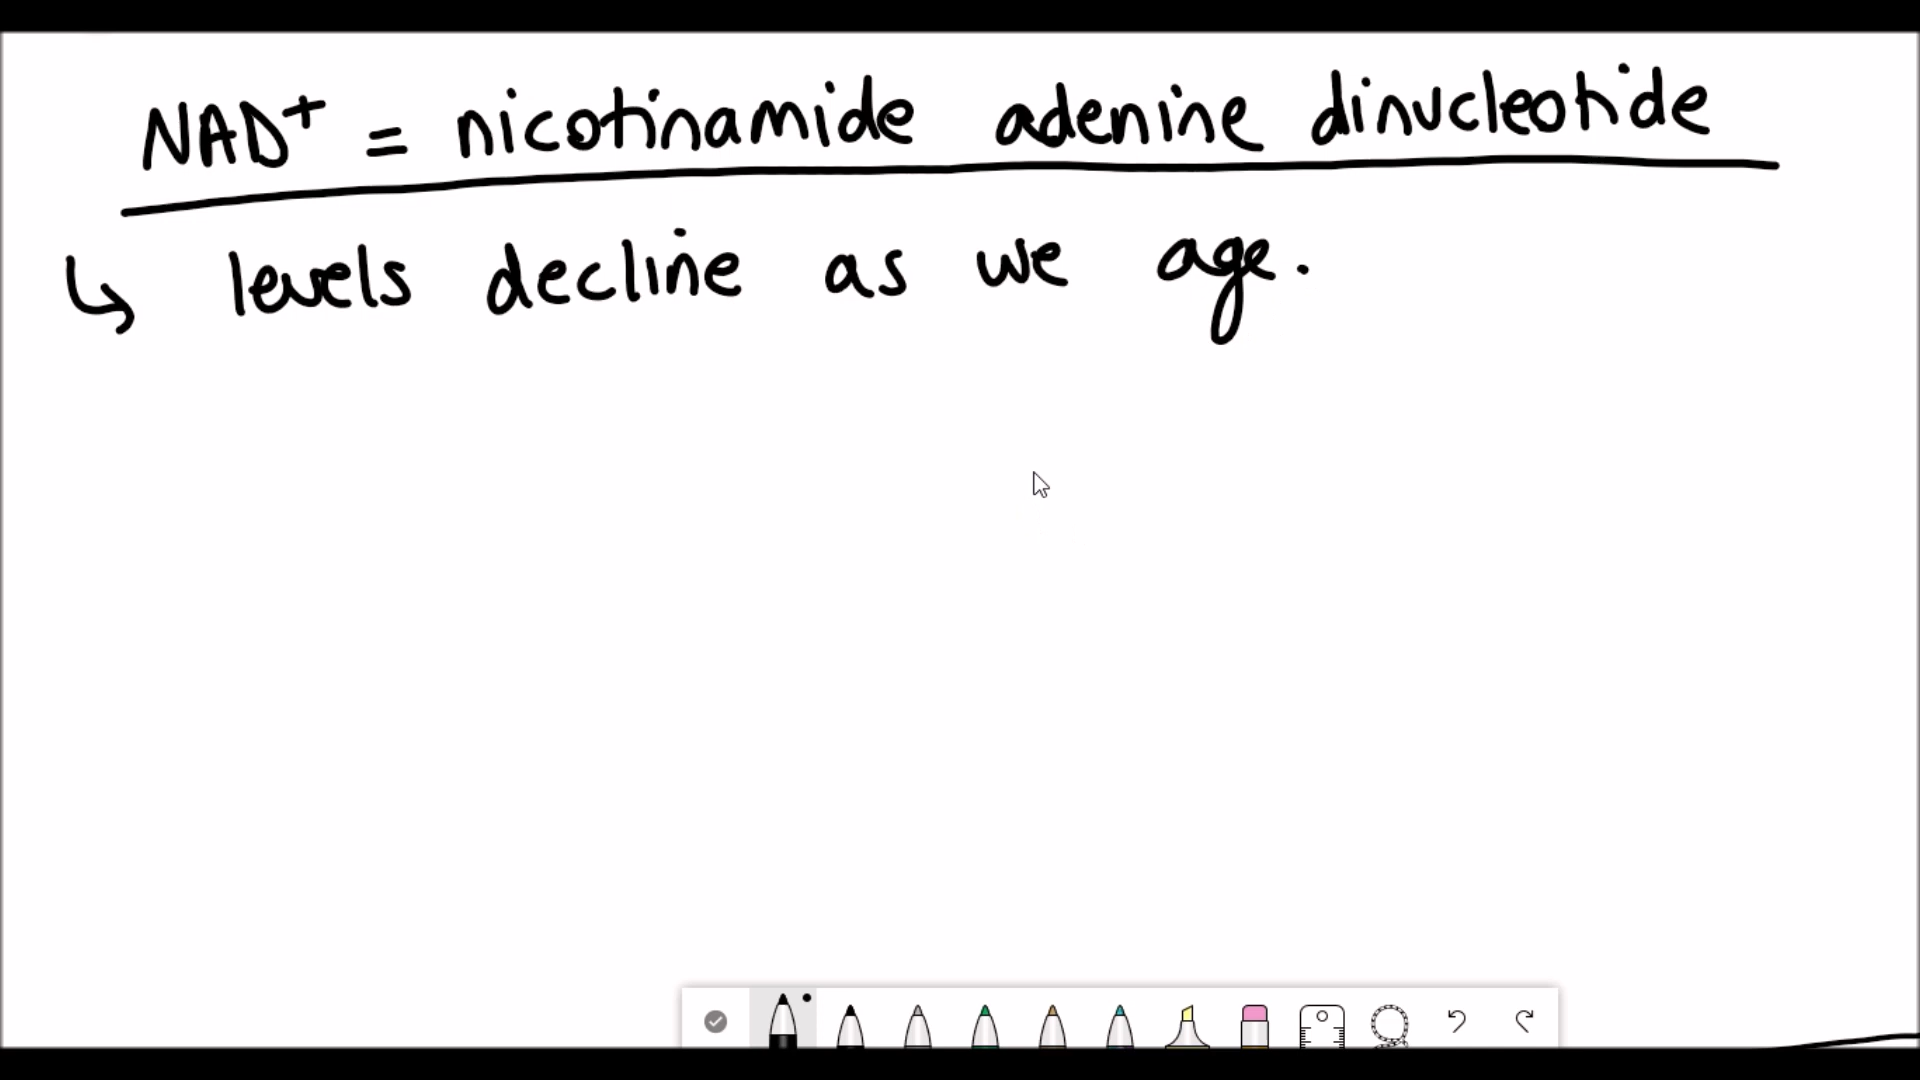 NAD+ = nicotinamide adenine dinucleotide
↳ levels decline as we age.